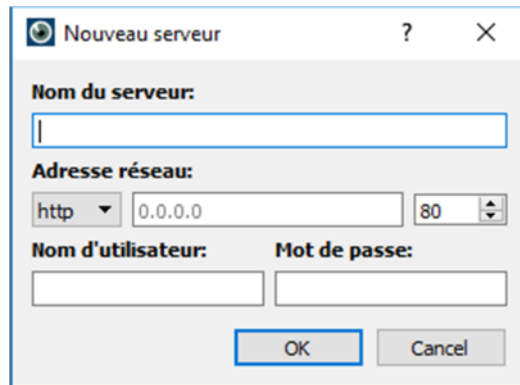 Nouveau serveur ?
Nom du serveur:
Adresse réseau:
http 0.0.0.0 80
Nom d'utilisateur: Mot de passe:
OK Cancel